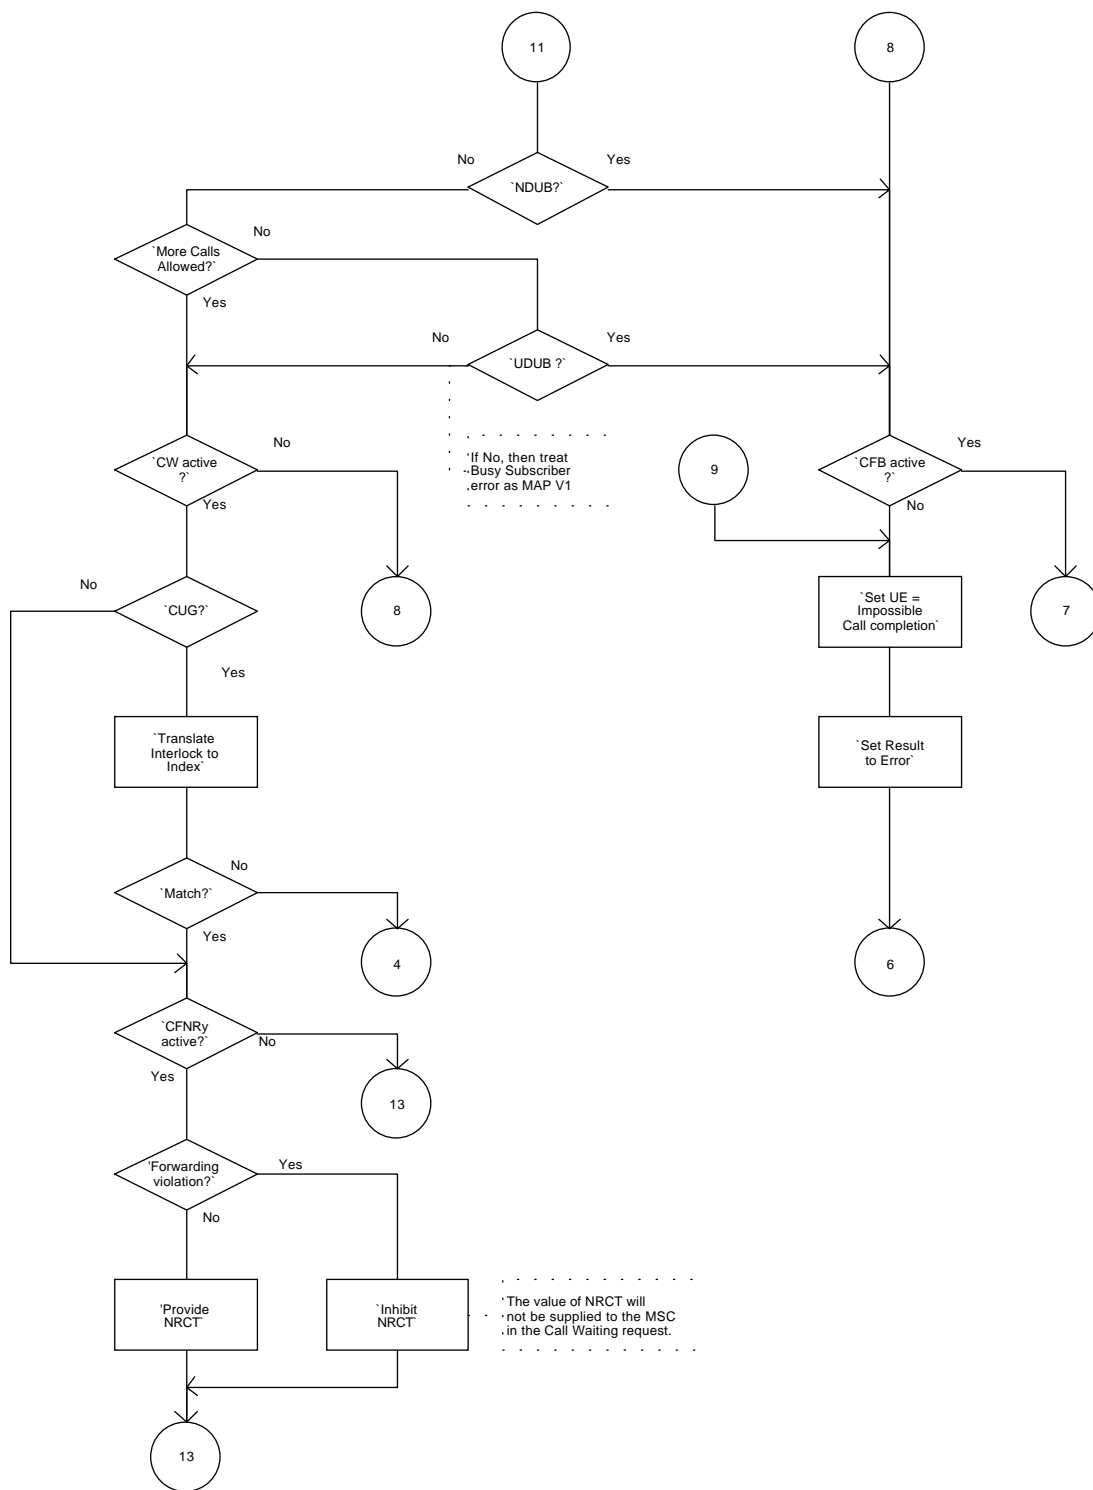 11
8
No
Yes
`NDUB?`
`More Calls
Allowed?`
No
Yes
No
Yes
`UDUB ?`
If No, then treat
Busy Subscriber
error as MAP V1
`CW active
?`
No
Yes
9
`CFB active
?`
Yes
No
8
No
`CUG?`
Yes
`Set UE =
Impossible
Call completion`
7
`Translate
Interlock to
Index`
`Set Result
to Error`
No
`Match?`
Yes
4
6
`CFNRy
active?`
No
Yes
13
'Forwarding
violation?`
Yes
No
'Provide
NRCT`
`Inhibit
NRCT`
The value of NRCT will
not be supplied to the MSC
in the Call Waiting request.
13